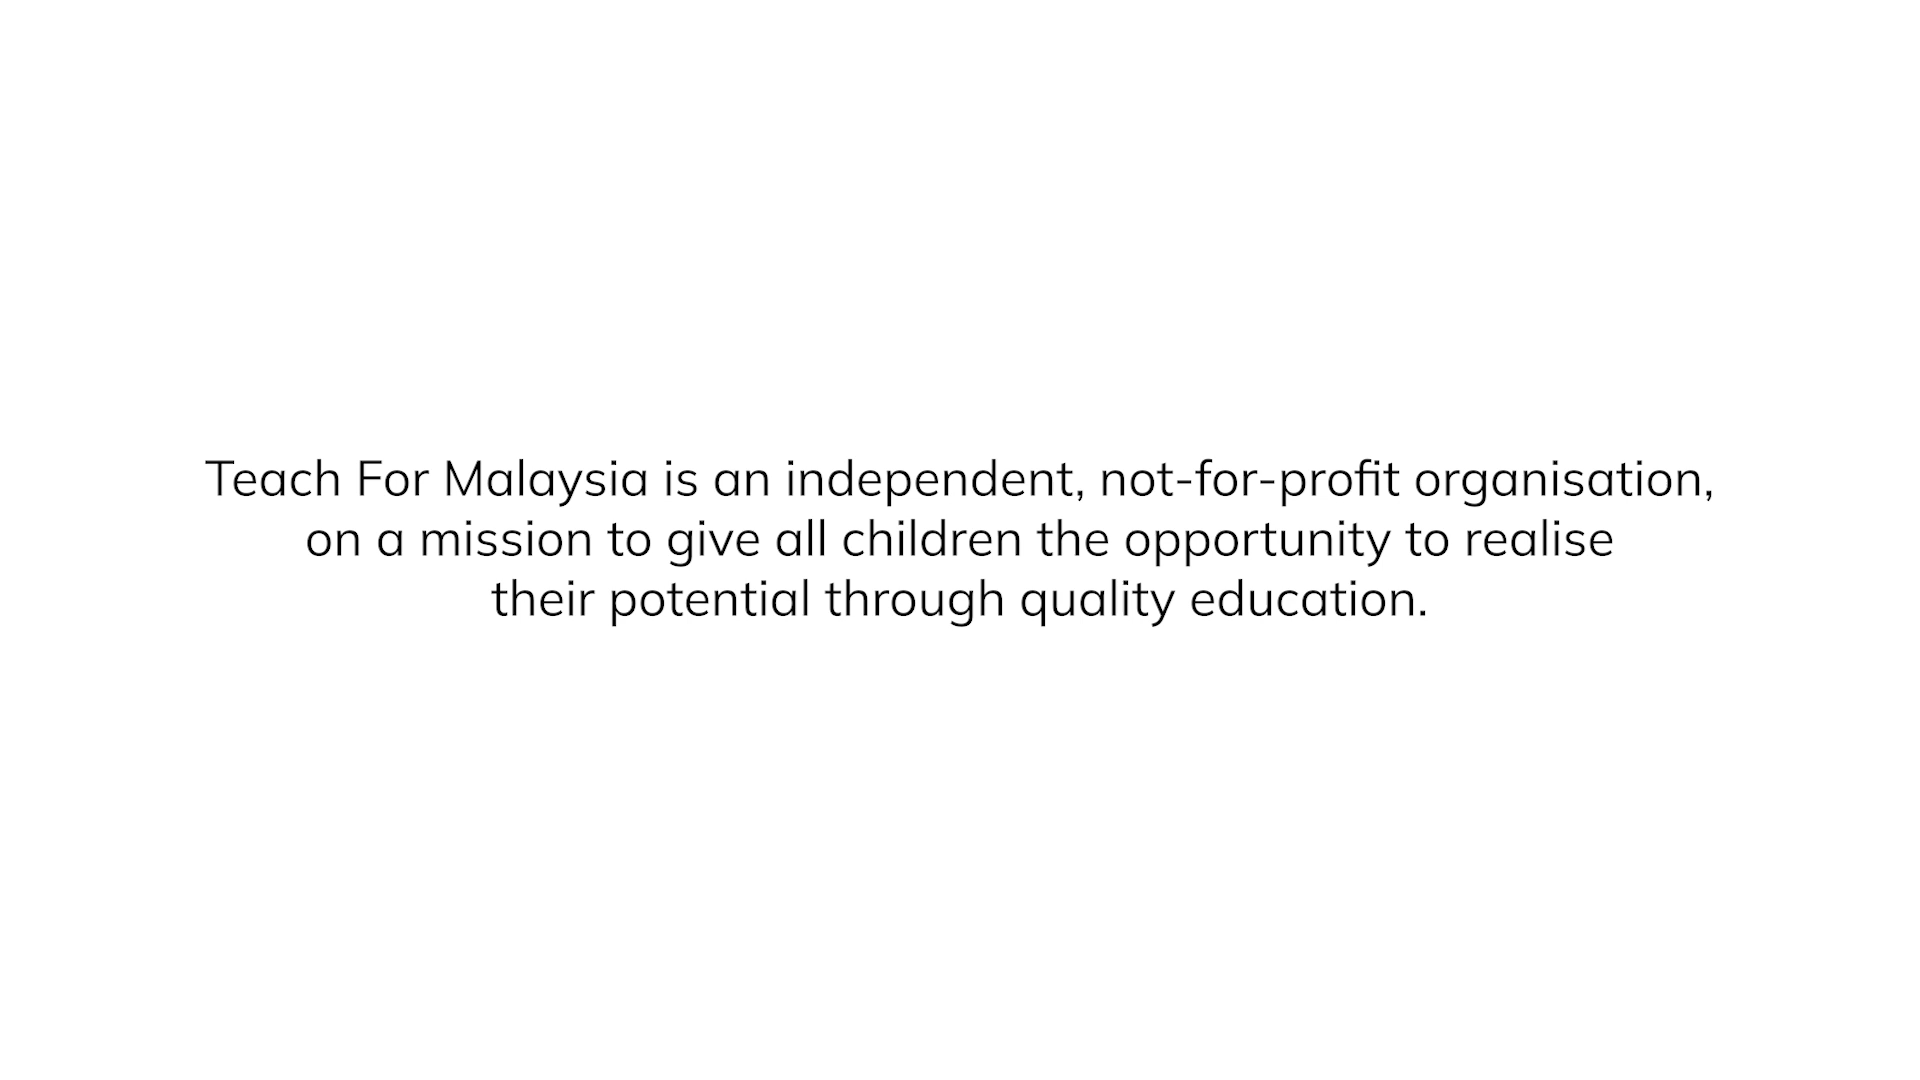 Teach For Malaysia is an independent, not-for-profit organisation,
on a mission to give all children the opportunity to realise
their potential through quality education.